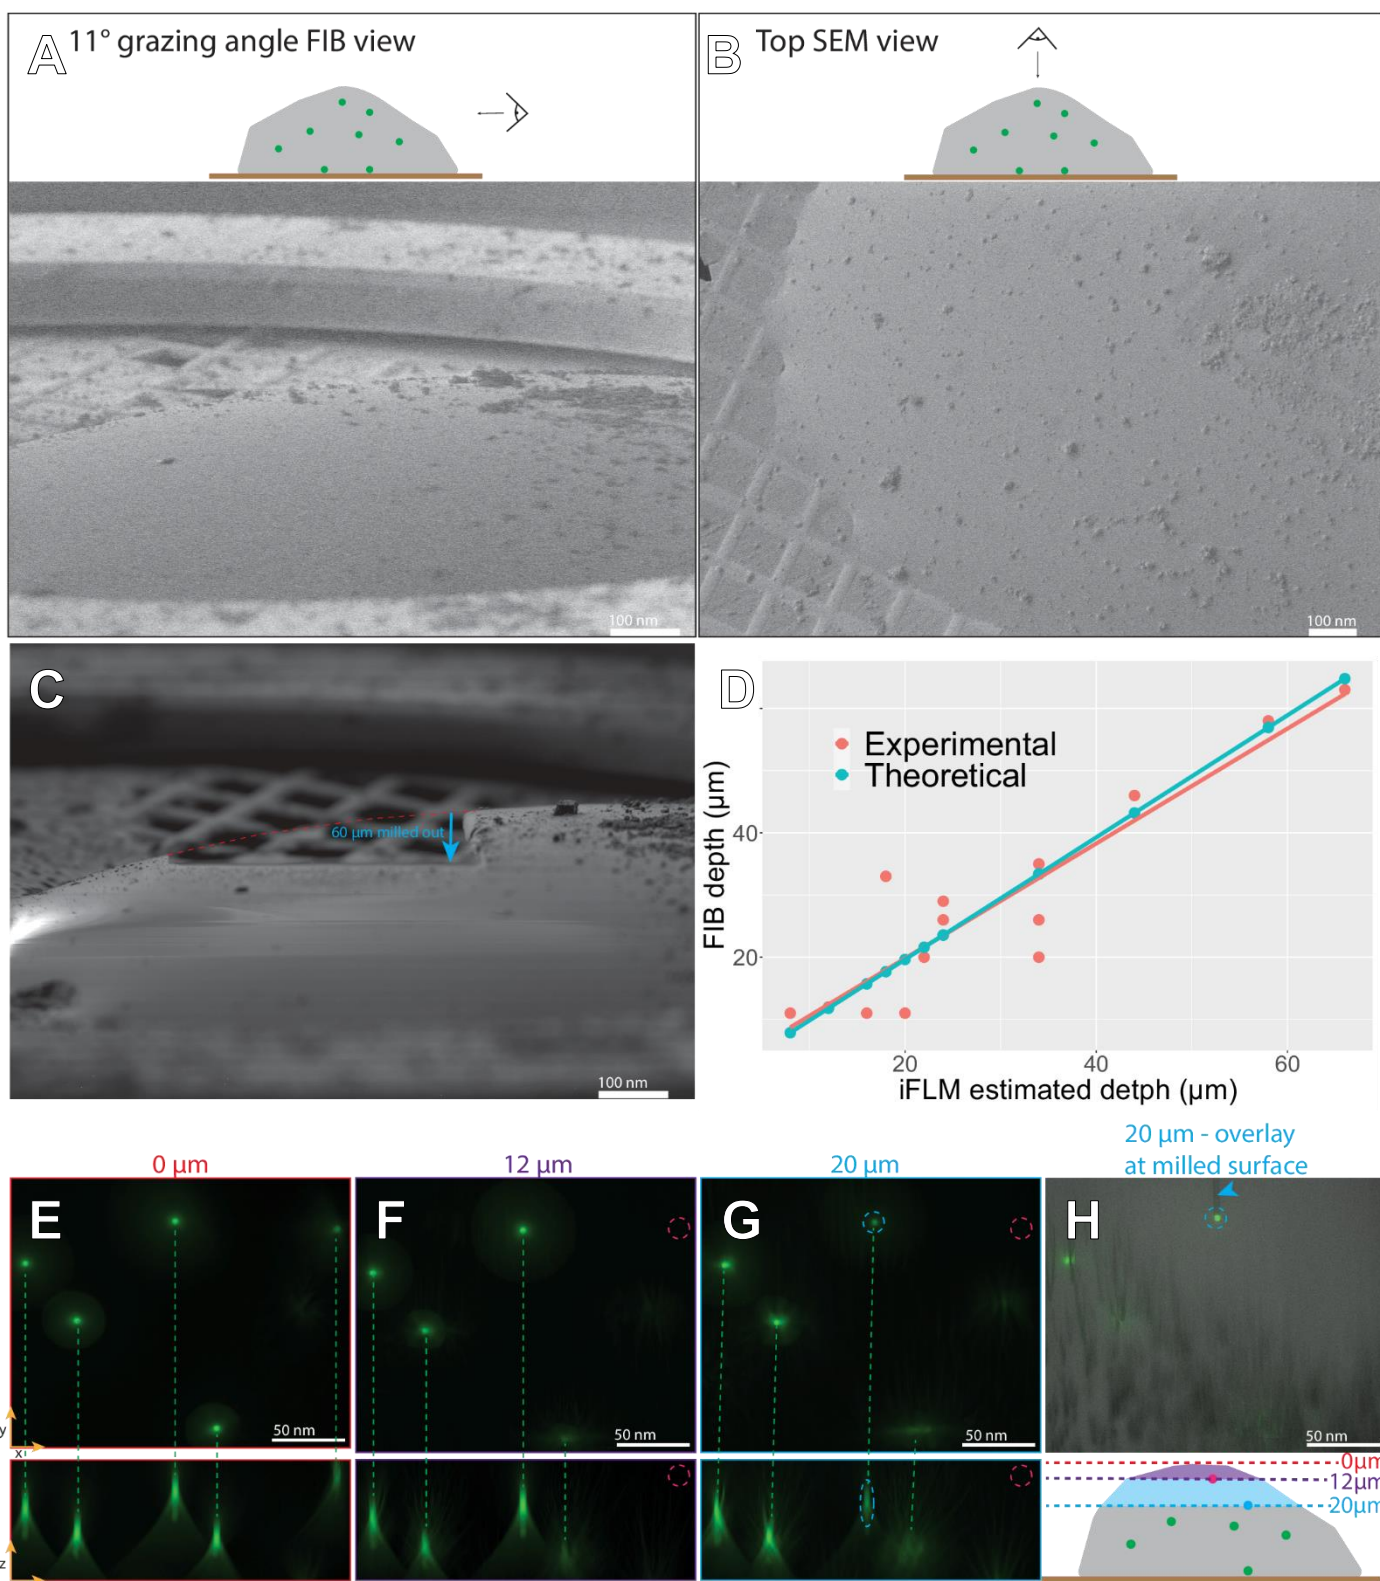 A 11° grazing angle FIB view
B Top SEM view
100 nm
100 nm
C
60 µm milled out
100 nm
D
Experimental
Theoretical
FIB depth (µm)
40
20
20 40 60
iFLM estimated detph (µm)
0 µm
12 µm
20 µm
20 µm - overlay
at milled surface
E
y
x
50 nm
z
F
50 nm
G
50 nm
H
50 nm
0µm
12µm
20µm